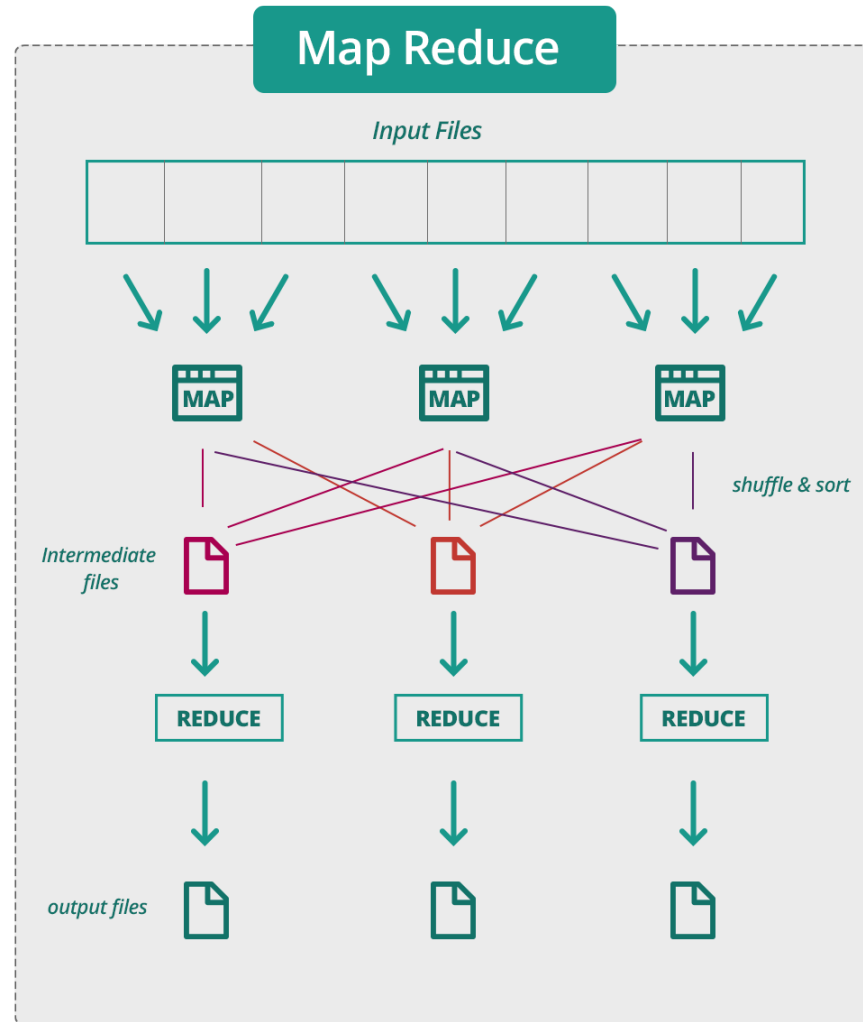 Map Reduce
Input Files
MAP
MAP
MAP
shuffle & sort
Intermediate
files
REDUCE
REDUCE
REDUCE
output files